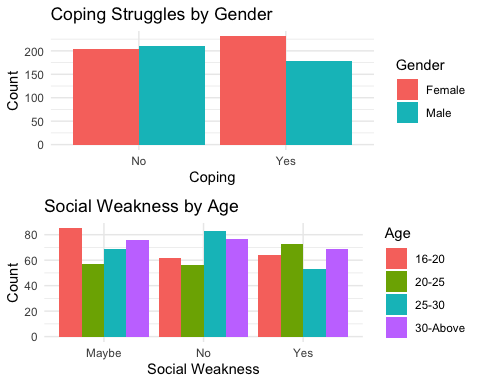 Coping Struggles by Gender
Count
200
150
100
50
0
No
Yes
Coping
Gender
Female
Male
Social Weakness by Age
Count
80
60
40
20
0
Maybe
No
Yes
Social Weakness
Age
16-20
20-25
25-30
30-Above